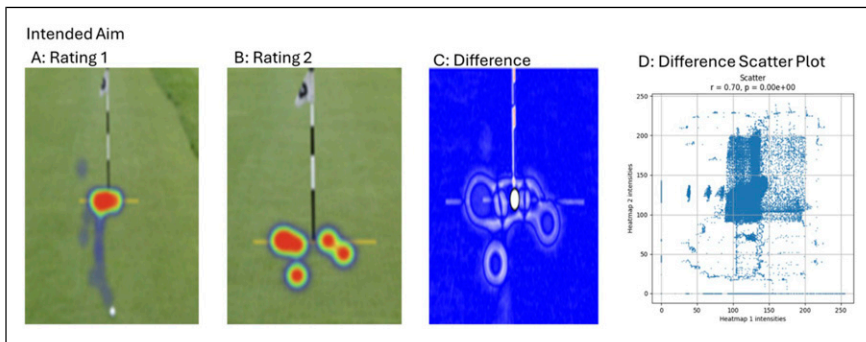 Intended Aim
A: Rating 1
B: Rating 2
C: Difference
D: Difference Scatter Plot
Scatter
r = 0.70, p = 0.00e+00
250
200
150
100
50
0
Heatmap 2 intensities
0 50 100 150 200 250
Heatmap 1 intensities